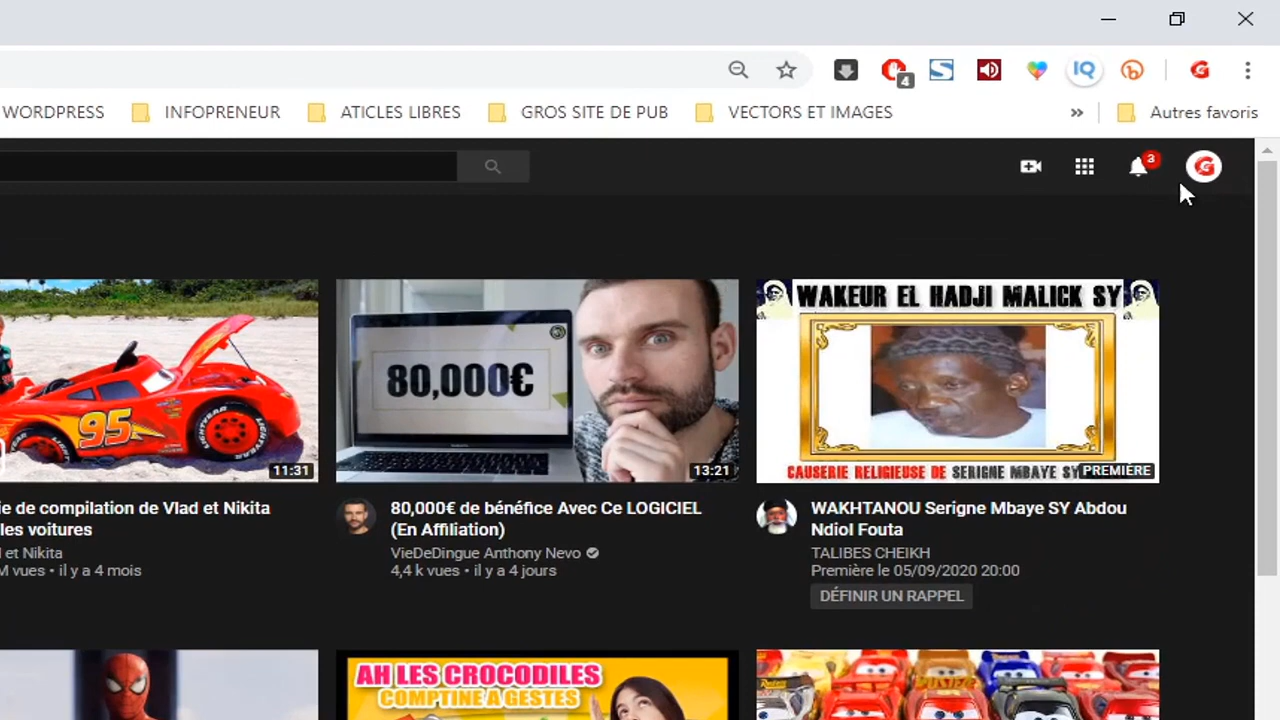 4
IQ
WORDPRESS
INFOPRENEUR
ATICLES LIBRES
GROS SITE DE PUB
VECTORS ET IMAGES
»
Autres favoris
3
95
LIGHTYEAR
11:31
80,000€
13:21
WAKEUR EL HADJI MALICK SY
CAUSERIE RELIGIEUSE DE SERIGNE MBAYE SY
PREMIÈRE
ie de compilation de Vlad et Nikita
les voitures
et Nikita
M vues • il y a 4 mois
80,000€ de bénéfice Avec Ce LOGICIEL
(En Affiliation)
VieDeDingue Anthony Nevo
4,4 k vues • il y a 4 jours
WAKHTANOU Serigne Mbaye SY Abdou
Ndiol Fouta
TALIBES CHEIKH
Première le 05/09/2020 20:00
DÉFINIR UN RAPPEL
AH LES CROCODILES
COMPTINE A GESTES